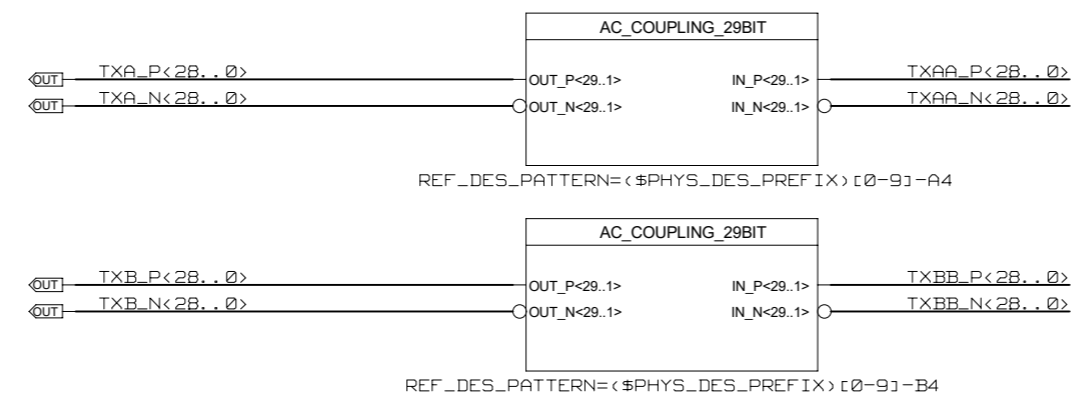 AC_COUPLING_29BIT
OUT TXA_P<28..0> OUT_P<29..1> IN_P<29..1> TXAA_P<28..0>
OUT TXA_N<28..0> OUT_N<29..1> IN_N<29..1> TXAA_N<28..0>
REF_DES_PATTERN=($PHYS_DES_PREFIX)[0-9]-A4
AC_COUPLING_29BIT
OUT TXB_P<28..0> OUT_P<29..1> IN_P<29..1> TXBB_P<28..0>
OUT TXB_N<28..0> OUT_N<29..1> IN_N<29..1> TXBB_N<28..0>
REF_DES_PATTERN=($PHYS_DES_PREFIX)[0-9]-B4